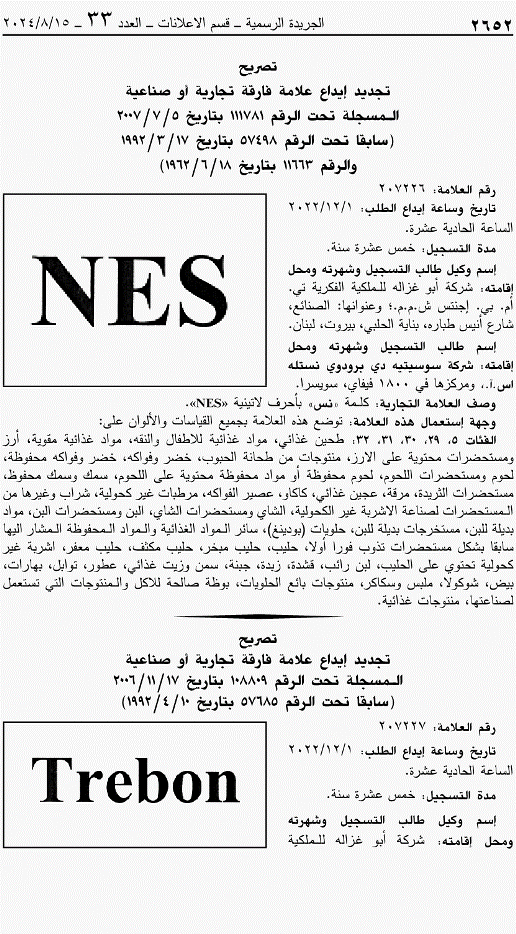 ٢٦٥٢
الجريدة الرسمية ــ قسم الاعلانات ــ العدد ٣٣ ــ ٢٠٢٤/٨/١٥
تصريح
تجديد إيداع علامة فارقة تجارية أو صناعية
المسجلة تحت الرقم ١١١٧٨١ بتاريخ ٢٠٠٧/٧/٥
(سابقا تحت الرقم ٥٧٤٩٨ بتاريخ ١٩٩٢/٣/١٧
والرقم ١١٦٦٣ بتاريخ ١٩٦٢/٦/١٨)
رقم العلامة: ٢٠٧٢٢٦
تاريخ وساعة إيداع الطلب: ٢٠٢٢/١٢/١
الساعة الحادية عشرة.
مدة التسجيل: خمس عشرة سنة.
إسم وكيل طالب التسجيل وشهرته ومحل
إقامته: شركة أبو غزاله للملكية الفكرية تي.
أم. بي. إجنتس ش.م.م.؛ وعنوانها: الصنائع،
شارع أنيس طباره، بناية الحلبي، بيروت، لبنان.
إسم طالب التسجيل وشهرته ومحل
إقامته: شركة سوسيتيه دي برودوي نستله
اس.آ.، ومركزها في ١٨٠٠ فيفاي، سويسرا.
NES
وصف العلامة التجارية: كلمة «نس» بأحرف لاتينية «NES».
وجهة إستعمال هذه العلامة: توضع هذه العلامة بجميع القياسات والألوان على:
الفئات ٥، ٢٩، ٣٠، ٣١، ٣٢: طحين غذائي، مواد غذائية للاطفال والنقه، مواد غذائية مقوية، أرز
ومستحضرات محتوية على الارز، منتوجات من طحانة الحبوب، خضر وفواكه، خضر وفواكه محفوظة،
لحوم ومستحضرات اللحوم، لحوم محفوظة أو مواد محفوظة محتوية على اللحوم، سمك وسمك محفوظ،
مستحضرات الثريدة، مرقة، عجين غذائي، كاكاو، عصير الفواكه، مرطبات غير كحولية، شراب وغيرها من
المستحضرات لصناعة الاشربة غير الكحولية، الشاي ومستحضرات الشاي، البن ومستحضرات البن، مواد
بديلة للبن، مستخرجات بديلة للبن، حلويات (بودينغ)، سائر المواد الغذائية والمواد المحفوظة المشار اليها
سابقا بشكل مستحضرات تذوب فورا أولا، حليب، حليب مبخر، حليب مكثف، حليب معفر، اشربة غير
كحولية تحتوي على الحليب، لبن رائب، قشدة، زبدة، جبنة، سمن وزيت غذائي، عطور، توابل، بهارات،
بيض، شوكولا، ملبس وسكاكر، منتوجات بائع الحلويات، بوظة صالحة للاكل والمنتوجات التي تستعمل
لصناعتها، منتوجات غذائية.
تصريح
تجديد إيداع علامة فارقة تجارية أو صناعية
المسجلة تحت الرقم ١٠٨٨٠٩ بتاريخ ٢٠٠٦/١١/١٧
(سابقا تحت الرقم ٥٧٦٨٥ بتاريخ ١٩٩٢/٤/١٠)
رقم العلامة: ٢٠٧٢٢٧
تاريخ وساعة إيداع الطلب: ٢٠٢٢/١٢/١
الساعة الحادية عشرة.
مدة التسجيل: خمس عشرة سنة.
إسم وكيل طالب التسجيل وشهرته
ومحل إقامته: شركة أبو غزاله للملكية
Trebon